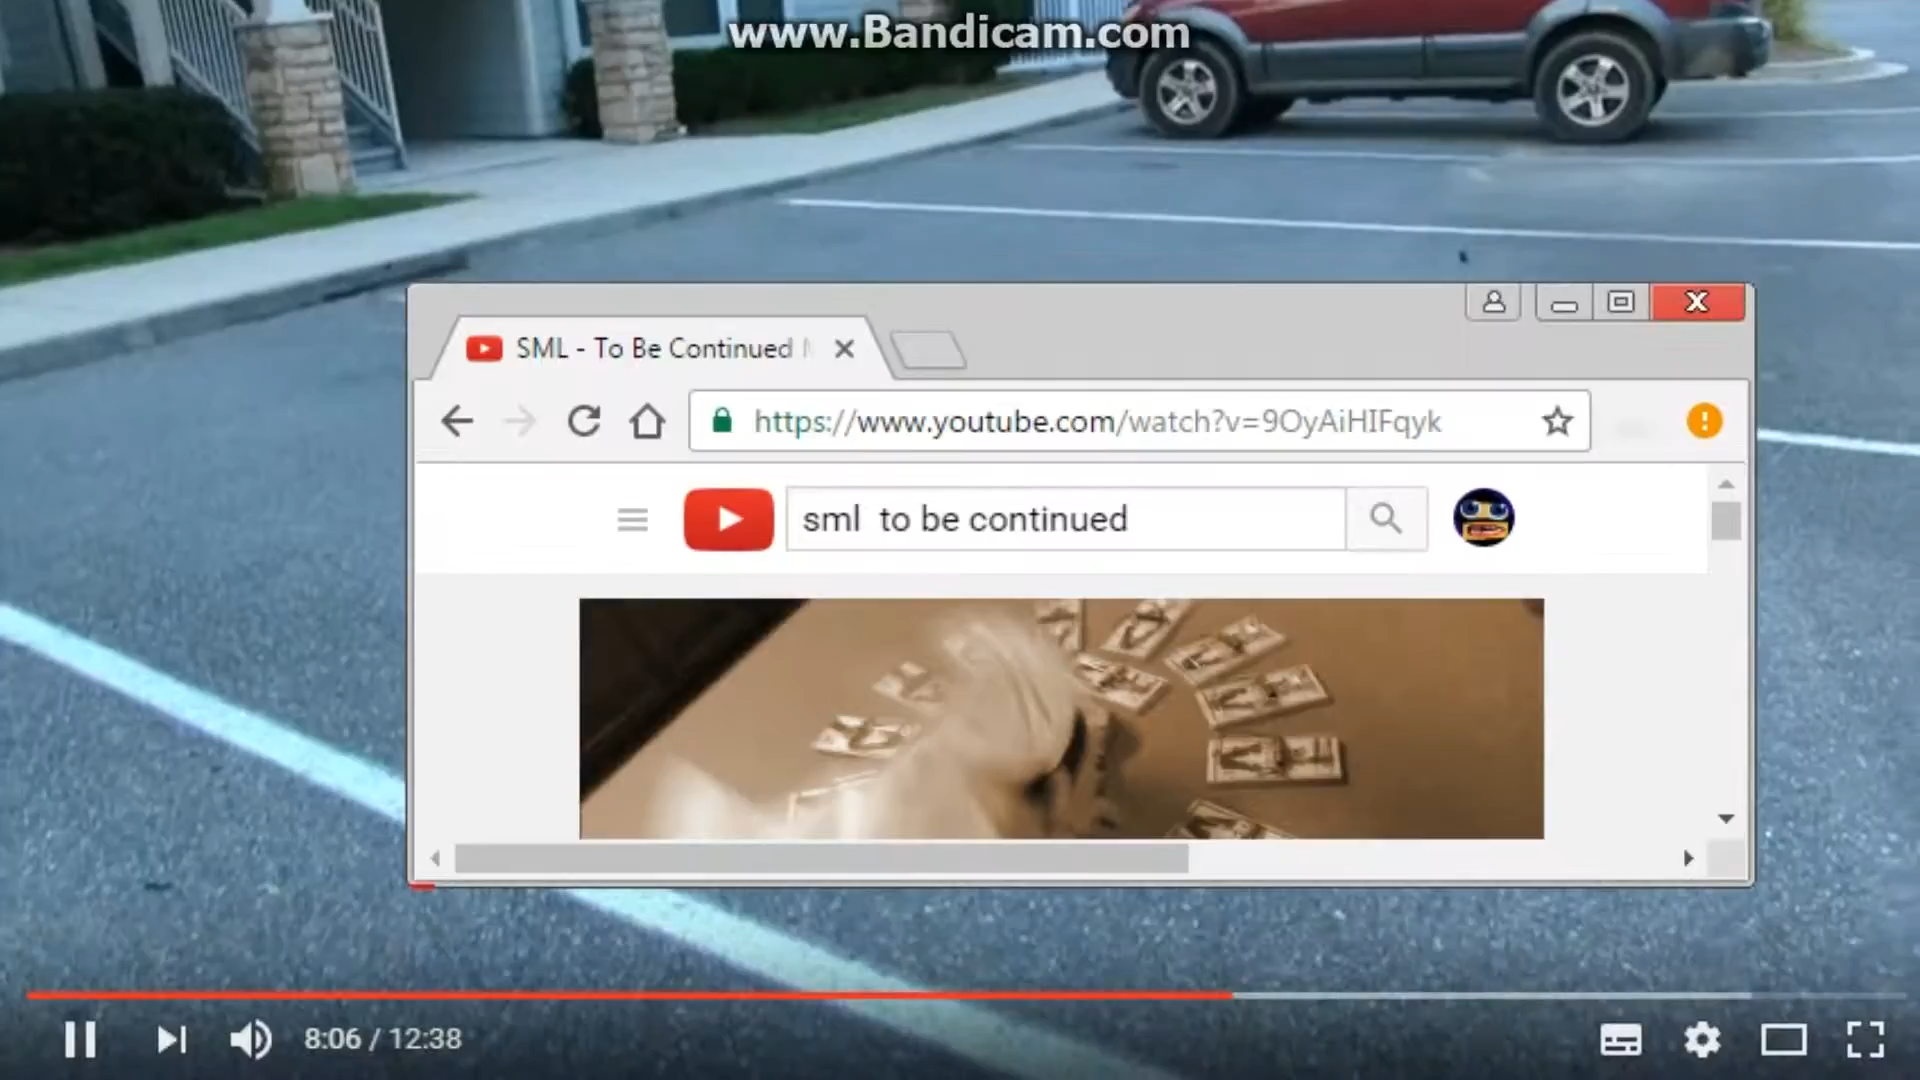 www.Bandicam.com
SML - To Be Continued
https://www.youtube.com/watch?v=9OyAiHIFqyk
sml to be continued
8:06 / 12:38